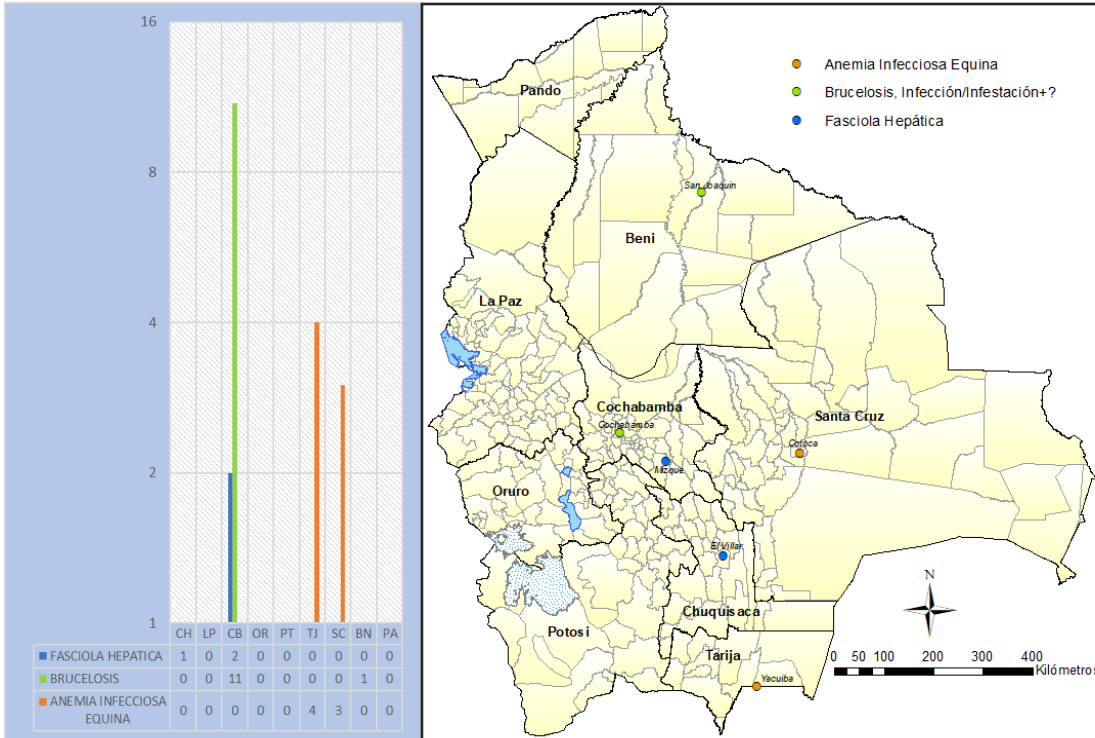 16
8
4
2
1
CH LP CB OR PT TJ SC BN PA
FASCIOLA HEPATICA 1 0 2 0 0 0 0 0 0
BRUCELOSIS 0 0 11 0 0 0 0 1 0
ANEMIA INFECCIOSA
EQUINA 0 0 0 0 0 4 3 0 0
Anemia Infecciosa Equina
Brucelosis, Infección/Infestación+?
Fasciola Hepática
Pando
San Joaquin
Beni
La Paz
Cochabamba
Cochabamba
Santa Cruz
Cotoca
Mizque
Oruro
El Villar
N
Chuquisaca
Potosi
Tarija
Yacuiba
0 50 100 200 300 400
Kilómetros